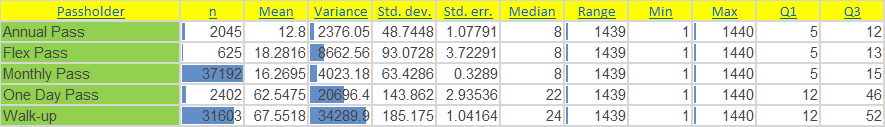 Passholder n Mean Variance Std. dev. Std. err. Median Range Min Max Q1 Q3
Annual Pass 2045 12.8 2376.05 48.7448 1.07791 8 1439 1 1440 5 12
Flex Pass 625 18.2816 8662.56 93.0728 3.72291 8 1439 1 1440 5 13
Monthly Pass 37192 16.2695 4023.18 63.4286 0.3289 8 1439 1 1440 5 15
One Day Pass 2402 62.5475 20696.4 143.862 2.93536 22 1439 1 1440 12 46
Walk-up 31603 67.5518 34289.9 185.175 1.04164 24 1439 1 1440 12 52